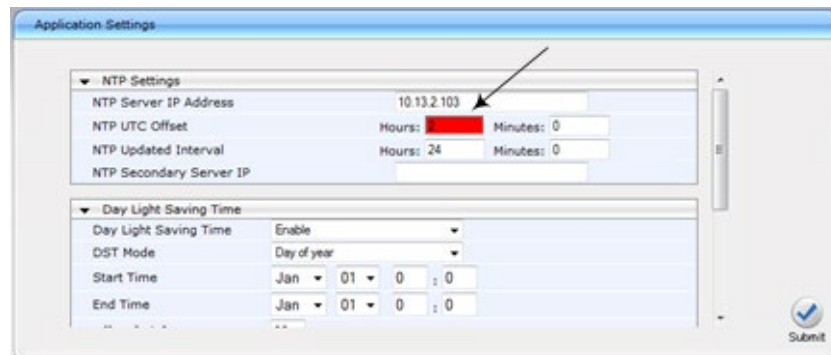 Application Settings
NTP Settings
NTP Server IP Address 10.13.2.103
NTP UTC Offset Hours: 2 Minutes: 0
NTP Updated Interval Hours: 24 Minutes: 0
NTP Secondary Server IP
Day Light Saving Time
Day Light Saving Time Enable
DST Mode Day of year
Start Time Jan 01 0 : 0
End Time Jan 01 0 : 0
Submit